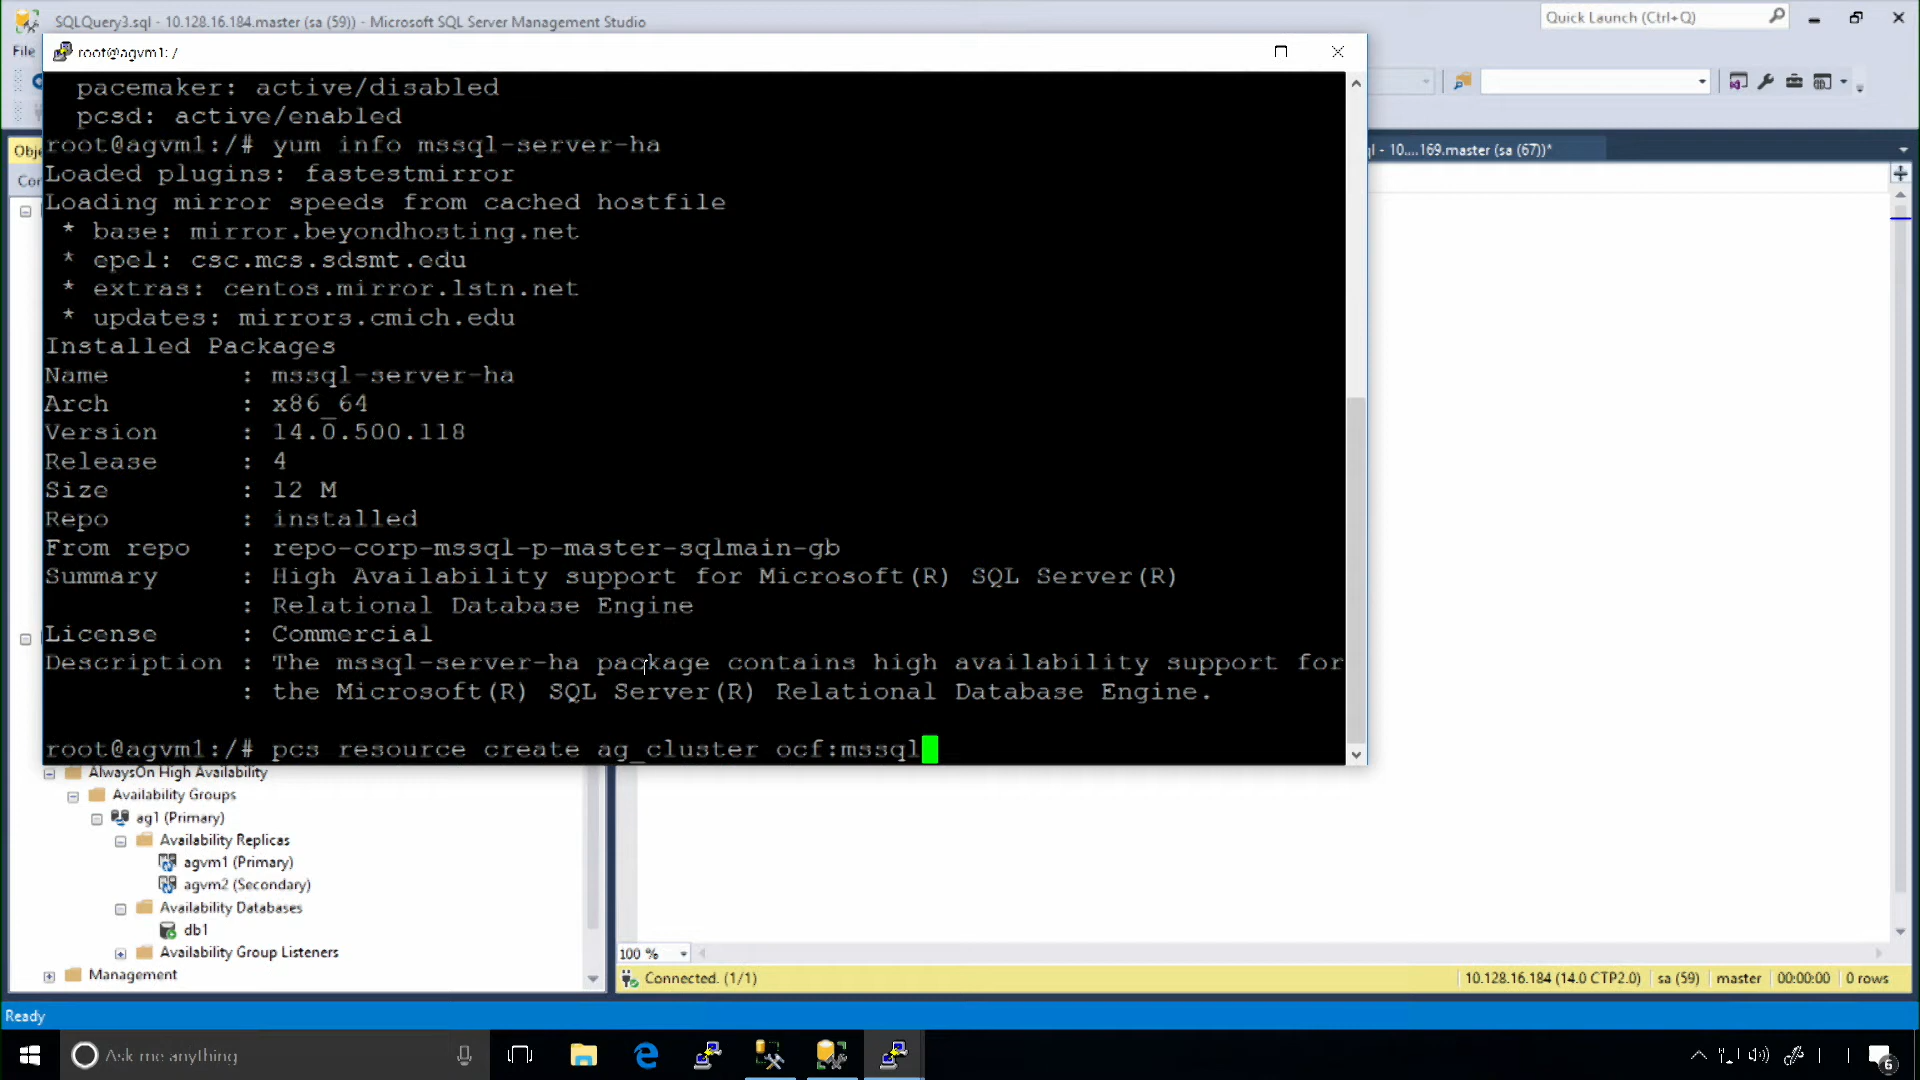 SQLQuery3.sql - 10.128.16.184.master (sa (59)) - Microsoft SQL Server Management Studio
Quick Launch (Ctrl+Q)
File
root@agvm1: /
pacemaker: active/disabled
pcsd: active/enabled
root@agvm1:/# yum info mssql-server-ha
Loaded plugins: fastestmirror
Loading mirror speeds from cached hostfile
* base: mirror.beyondhosting.net
* epel: csc.mcs.sdsmt.edu
* extras: centos.mirror.lstn.net
* updates: mirrors.cmich.edu
Installed Packages
Name : mssql-server-ha
Arch : x86_64
Version : 14.0.500.118
Release : 4
Size : 12 M
Repo : installed
From repo : repo-corp-mssql-p-master-sqlmain-gb
Summary : High Availability support for Microsoft(R) SQL Server(R)
: Relational Database Engine
License : Commercial
Description : The mssql-server-ha package contains high availability support for
: the Microsoft(R) SQL Server(R) Relational Database Engine.
root@agvm1:/# pcs resource create ag_cluster ocf:mssql
Obj
Con
l - 10....169.master (sa (67))*
AlwaysOn High Availability
Availability Groups
ag1 (Primary)
Availability Replicas
agvm1 (Primary)
agvm2 (Secondary)
Availability Databases
db1
Availability Group Listeners
Management
100 %
Connected. (1/1)
10.128.16.184 (14.0 CTP2.0)
sa (59)
master
00:00:00
0 rows
Ready
Ask me anything
6